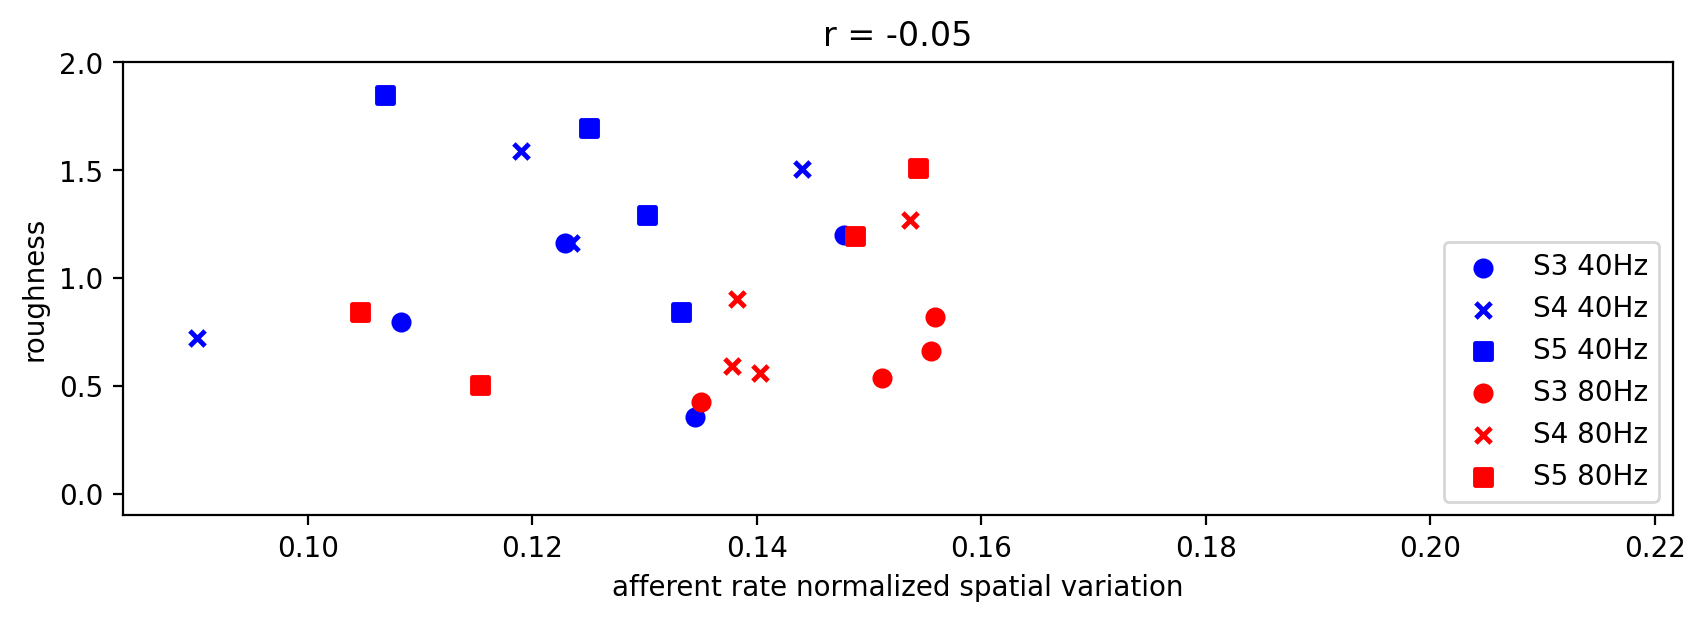 r = -0.05
roughness
2.0
1.5
1.0
0.5
0.0
S3 40Hz
S4 40Hz
S5 40Hz
S3 80Hz
S4 80Hz
S5 80Hz
0.10 0.12 0.14 0.16 0.18 0.20 0.22
afferent rate normalized spatial variation